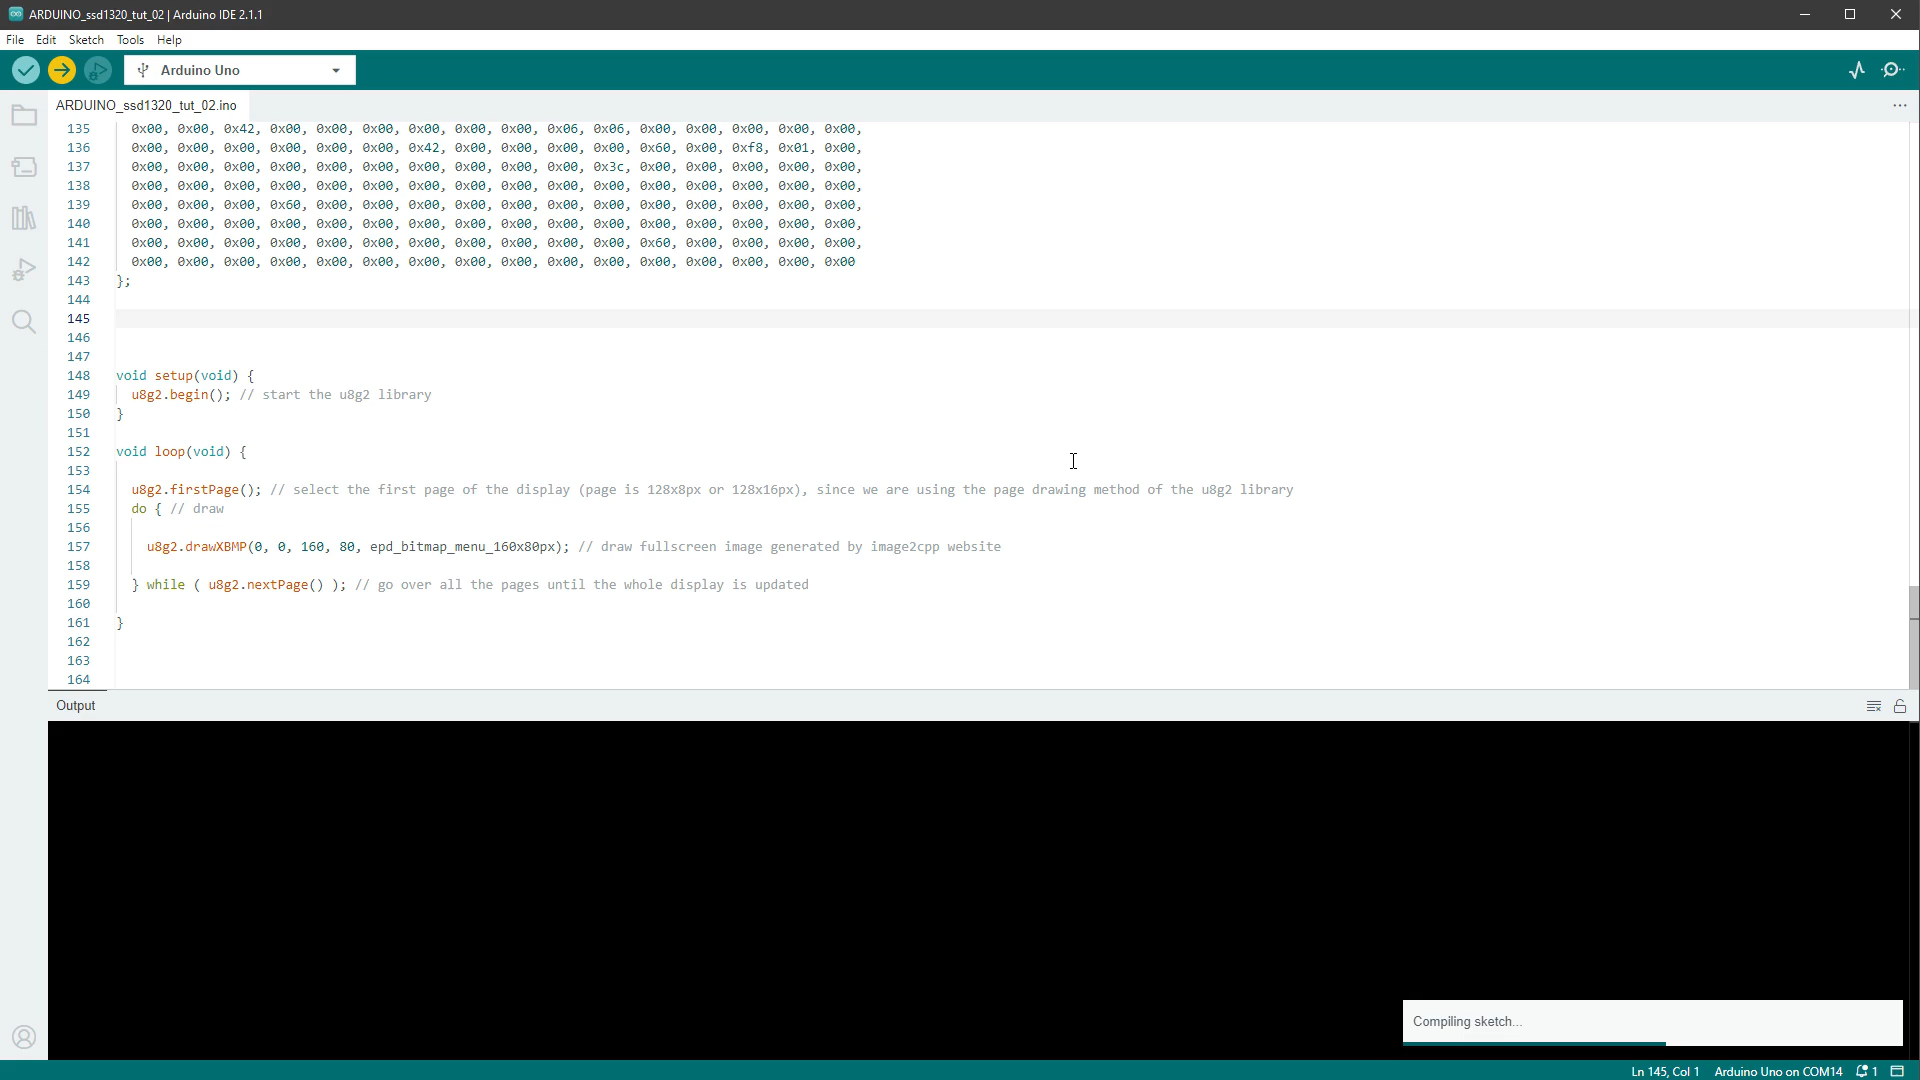 ARDUINO_ssd1320_tut_02 | Arduino IDE 2.1.1
File Edit Sketch Tools Help
Arduino Uno
ARDUINO_ssd1320_tut_02.ino
135 0x00, 0x00, 0x42, 0x00, 0x00, 0x00, 0x00, 0x00, 0x00, 0x06, 0x06, 0x00, 0x00, 0x00, 0x00, 0x00,
136 0x00, 0x00, 0x00, 0x00, 0x00, 0x00, 0x42, 0x00, 0x00, 0x00, 0x00, 0x60, 0x00, 0xf8, 0x01, 0x00,
137 0x00, 0x00, 0x00, 0x00, 0x00, 0x00, 0x00, 0x00, 0x00, 0x00, 0x3c, 0x00, 0x00, 0x00, 0x00, 0x00,
138 0x00, 0x00, 0x00, 0x00, 0x00, 0x00, 0x00, 0x00, 0x00, 0x00, 0x00, 0x00, 0x00, 0x00, 0x00, 0x00,
139 0x00, 0x00, 0x00, 0x60, 0x00, 0x00, 0x00, 0x00, 0x00, 0x00, 0x00, 0x00, 0x00, 0x00, 0x00, 0x00,
140 0x00, 0x00, 0x00, 0x00, 0x00, 0x00, 0x00, 0x00, 0x00, 0x00, 0x00, 0x00, 0x00, 0x00, 0x00, 0x00,
141 0x00, 0x00, 0x00, 0x00, 0x00, 0x00, 0x00, 0x00, 0x00, 0x00, 0x00, 0x60, 0x00, 0x00, 0x00, 0x00,
142 0x00, 0x00, 0x00, 0x00, 0x00, 0x00, 0x00, 0x00, 0x00, 0x00, 0x00, 0x00, 0x00, 0x00, 0x00, 0x00
143 };
144
145
146
147
148 void setup(void) {
149 u8g2.begin(); // start the u8g2 library
150 }
151
152 void loop(void) {
153
154 u8g2.firstPage(); // select the first page of the display (page is 128x8px or 128x16px), since we are using the page drawing method of the u8g2 library
155 do { // draw
156
157 u8g2.drawXBMP(0, 0, 160, 80, epd_bitmap_menu_160x80px); // draw fullscreen image generated by image2cpp website
158
159 } while ( u8g2.nextPage() ); // go over all the pages until the whole display is updated
160
161 }
162
163
164
Output
Compiling sketch...
Ln 145, Col 1 Arduino Uno on COM14 1